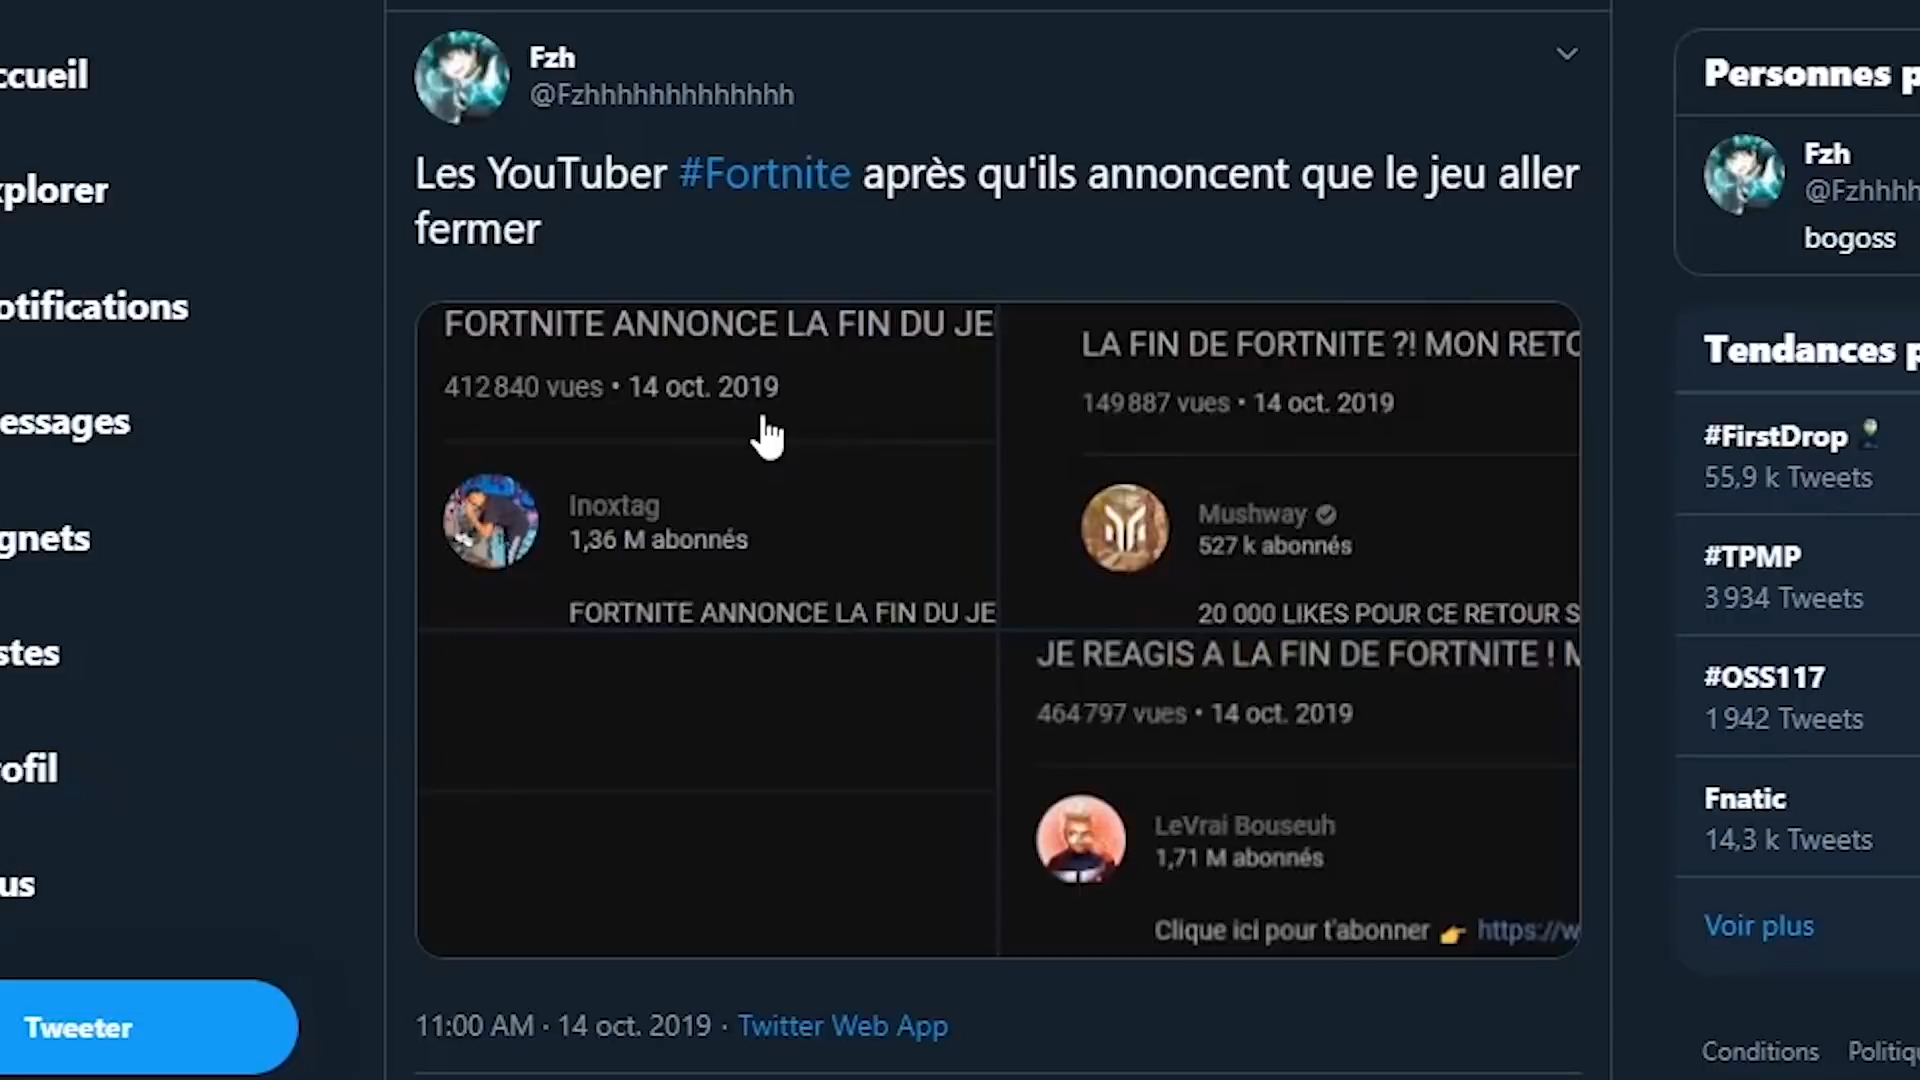 ccueil
xplorer
otifications
essages
gnets
stes
rofil
us
Tweeter
Fzh
@Fzhhhhhhhhhhhhh
Les YouTuber #Fortnite après qu'ils annoncent que le jeu aller
fermer
FORTNITE ANNONCE LA FIN DU JE
412 840 vues • 14 oct. 2019
Inoxtag
1,36 M abonnés
FORTNITE ANNONCE LA FIN DU JE
LA FIN DE FORTNITE ?! MON RETO
149 887 vues • 14 oct. 2019
Mushway
527 k abonnés
20 000 LIKES POUR CE RETOUR S
JE REAGIS A LA FIN DE FORTNITE ! M
464 797 vues • 14 oct. 2019
LeVrai Bouseuh
1,71 M abonnés
Clique ici pour t'abonner 👉 https://w
11:00 AM · 14 oct. 2019 · Twitter Web App
Personnes p
Fzh
@Fzhhhh
bogoss
Tendances p
#FirstDrop
55,9 k Tweets
#TPMP
3 934 Tweets
#OSS117
1 942 Tweets
Fnatic
14,3 k Tweets
Voir plus
Conditions Politiqu